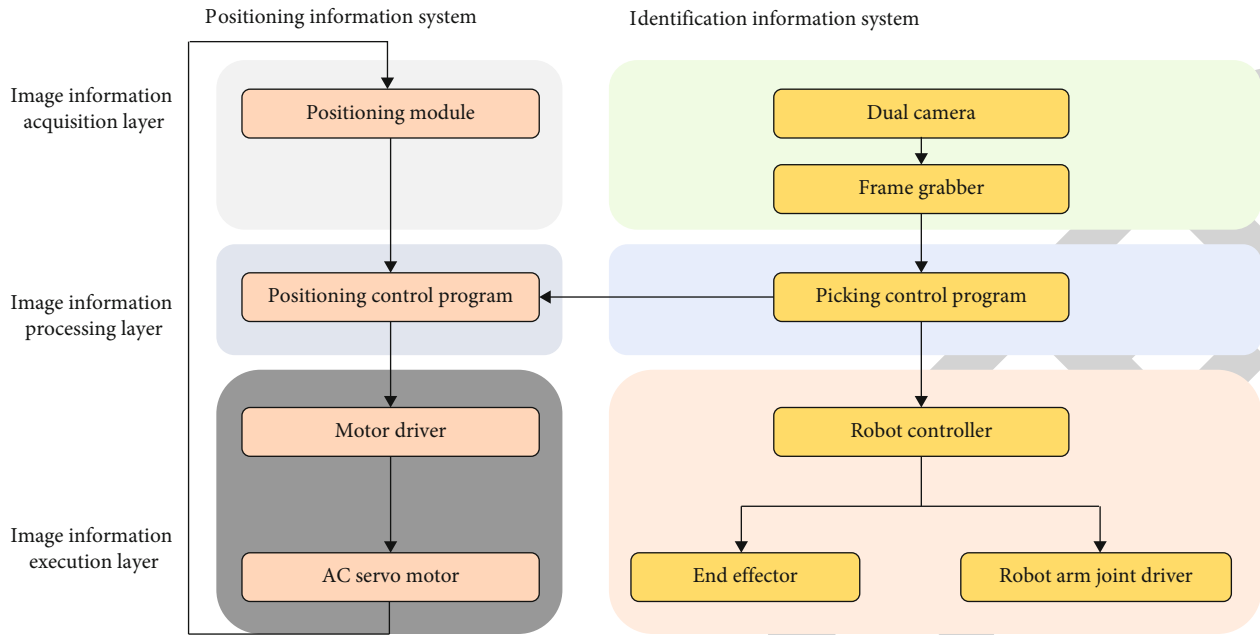 Positioning information system
Identification information system
Image information
acquisition layer
Positioning module
Dual camera
Frame grabber
Image information
processing layer
Positioning control program
Picking control program
Motor driver
Robot controller
Image information
execution layer
AC servo motor
End effector
Robot arm joint driver